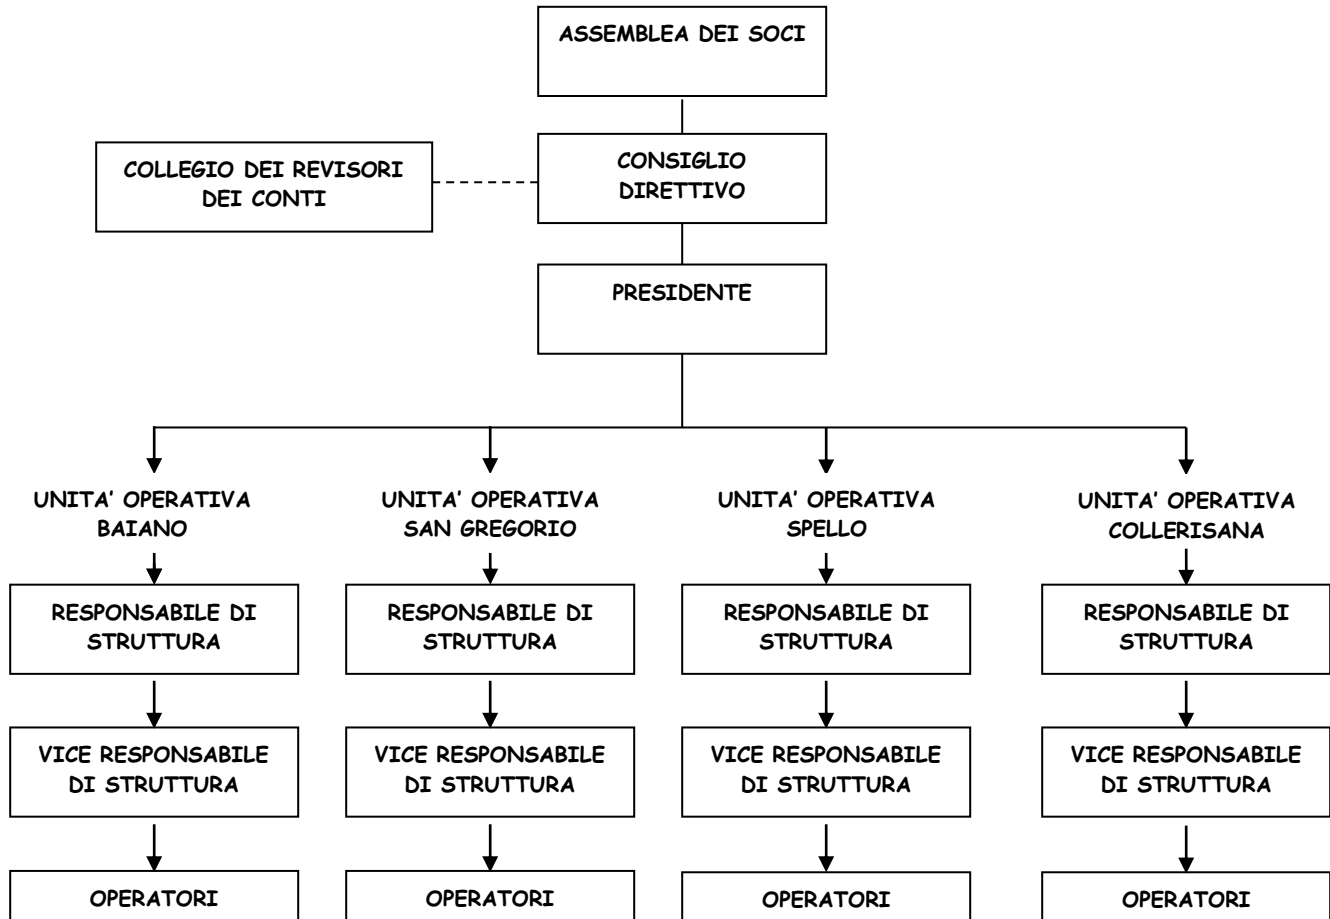 ASSEMBLEA DEI SOCI
COLLEGIO DEI REVISORI
DEI CONTI
CONSIGLIO
DIRETTIVO
PRESIDENTE
UNITA’ OPERATIVA
BAIANO
UNITA’ OPERATIVA
SAN GREGORIO
UNITA’ OPERATIVA
SPELLO
UNITA’ OPERATIVA
COLLERISANA
RESPONSABILE DI
STRUTTURA
RESPONSABILE DI
STRUTTURA
RESPONSABILE DI
STRUTTURA
RESPONSABILE DI
STRUTTURA
VICE RESPONSABILE
DI STRUTTURA
VICE RESPONSABILE
DI STRUTTURA
VICE RESPONSABILE
DI STRUTTURA
VICE RESPONSABILE
DI STRUTTURA
OPERATORI
OPERATORI
OPERATORI
OPERATORI